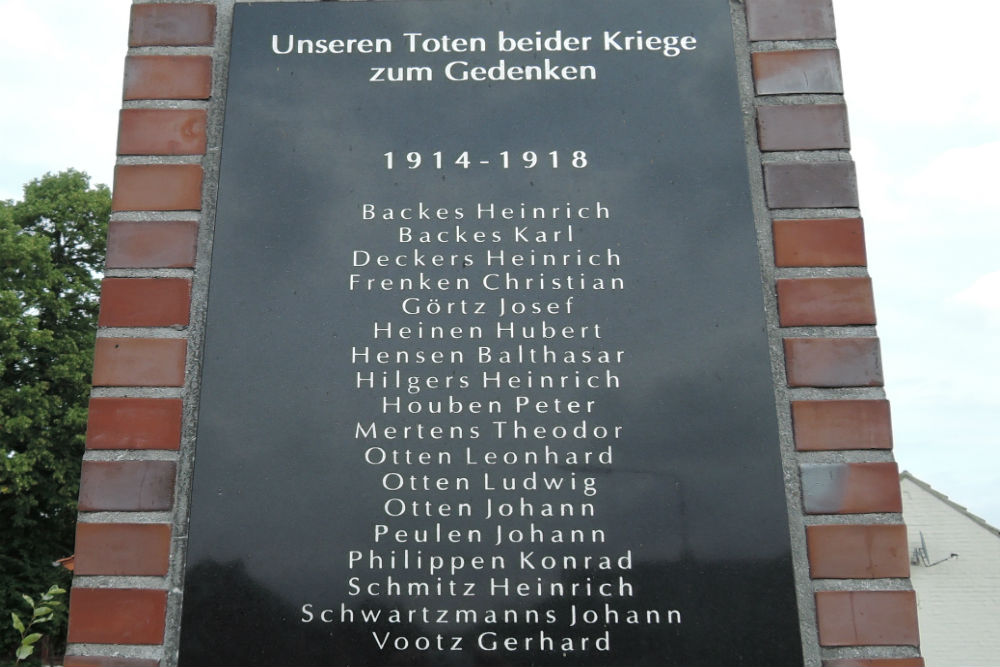 Unseren Toten beider Kriege
zum Gedenken
1914-1918
Backes Heinrich
Backes Karl
Deckers Heinrich
Frenken Christian
Görtz Josef
Heinen Hubert
Hensen Balthasar
Hilgers Heinrich
Houben Peter
Mertens Theodor
Otten Leonhard
Otten Ludwig
Otten Johann
Peulen Johann
Philippen Konrad
Schmitz Heinrich
Schwartzmanns Johann
Vootz Gerhard